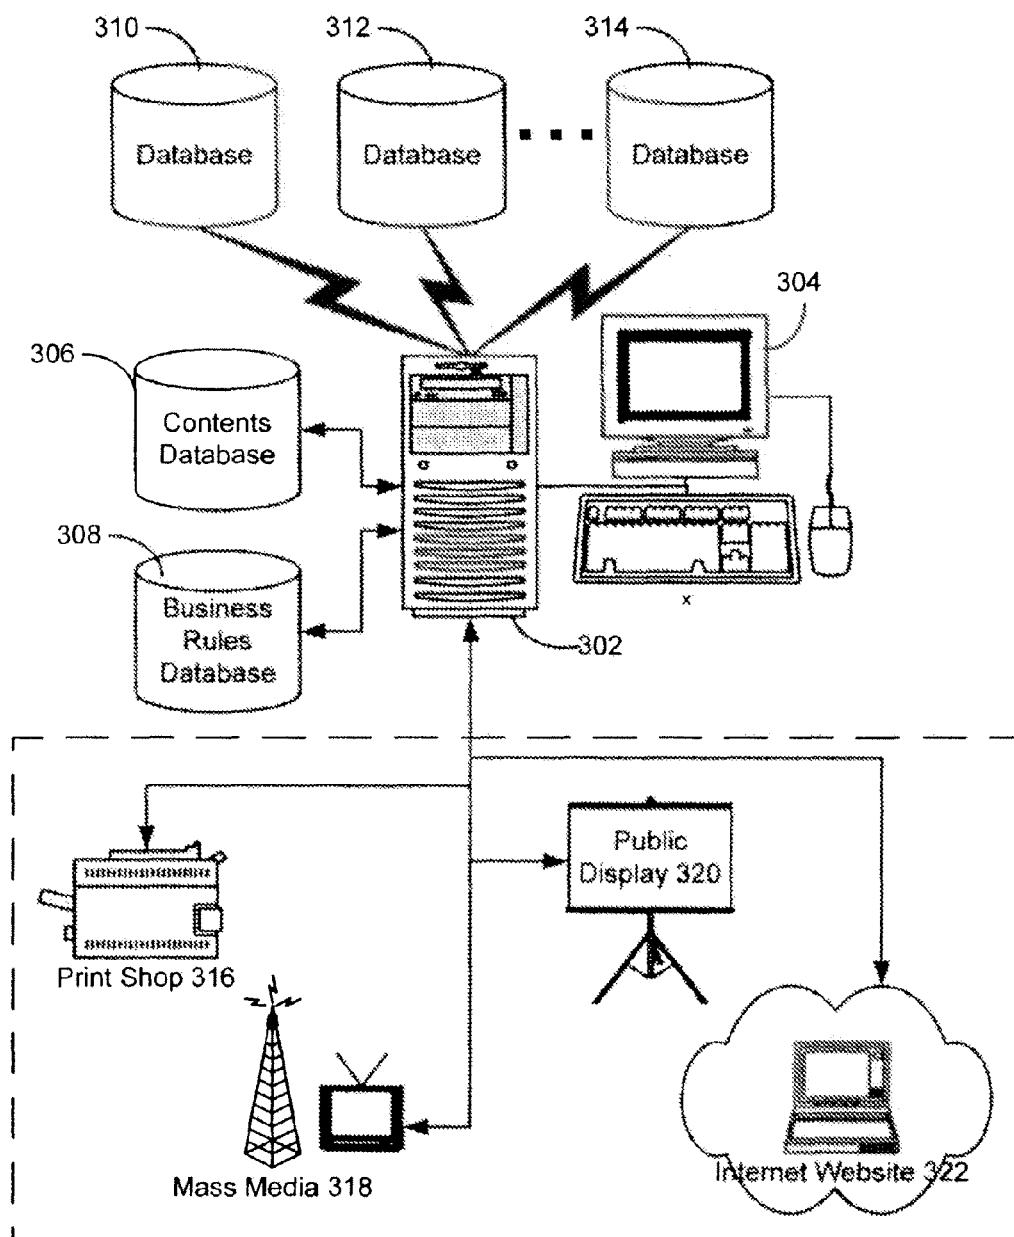 310
312
314
Database
Database
Database
304
306
Contents
Database
308
Business
Rules
Database
x
302
Public
Display 320
Print Shop 316
Mass Media 318
Internet Website 322